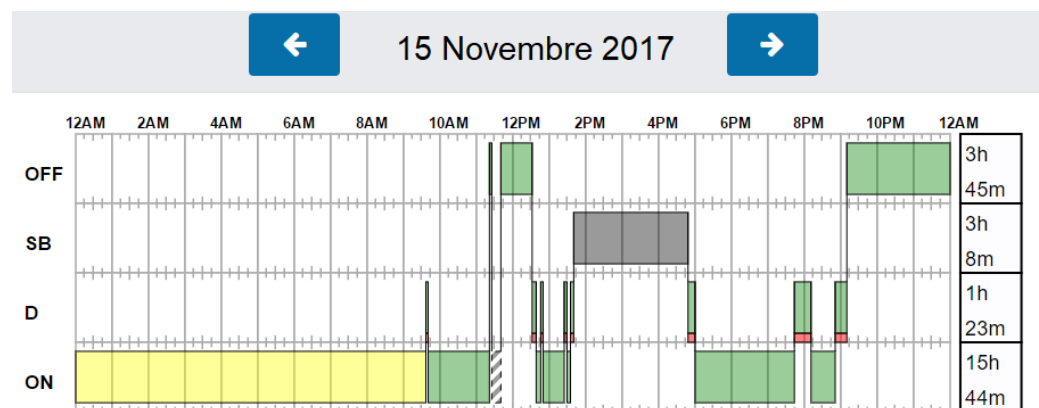 15 Novembre 2017
12AM 2AM 4AM 6AM 8AM 10AM 12PM 2PM 4PM 6PM 8PM 10PM 12AM
OFF 3h
45m
SB 3h
8m
D 1h
23m
ON 15h
44m